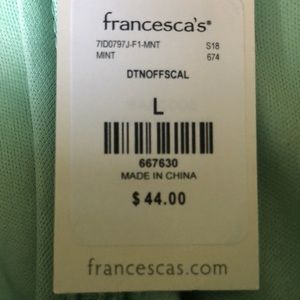 francesca's®
7ID0797J-F1-MNT S18
MINT 674
DTNOFFSCAL
L
667630
MADE IN CHINA
$ 44.00
francescas.com